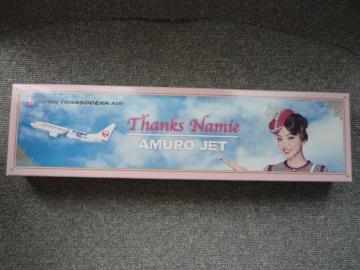 JAPAN TRANSOCEAN AIR
Thanks Namie
AMURO JET